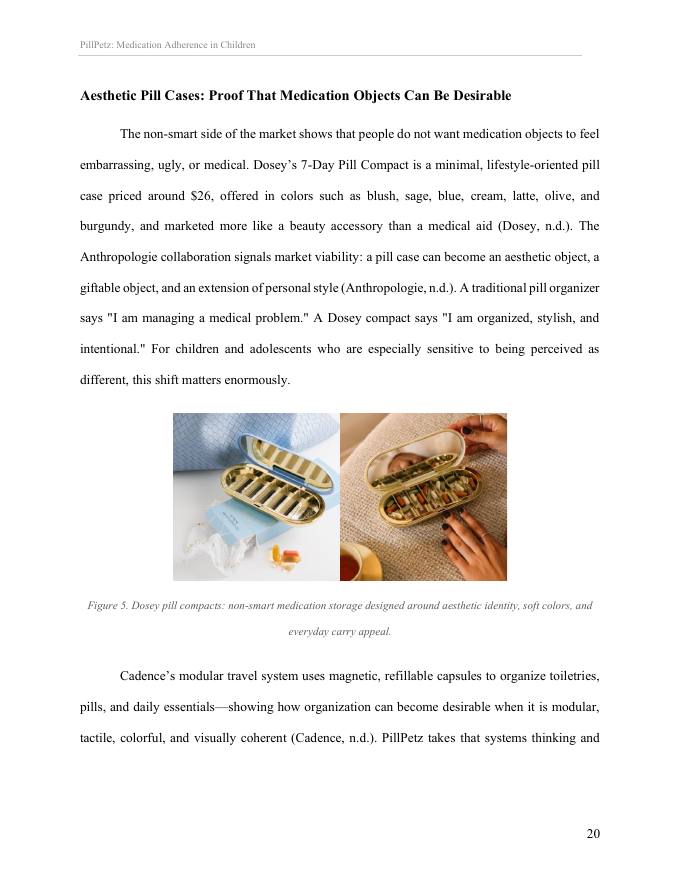 PillPetz: Medication Adherence in Children
Aesthetic Pill Cases: Proof That Medication Objects Can Be Desirable
The non-smart side of the market shows that people do not want medication objects to feel
embarrassing, ugly, or medical. Dosey’s 7-Day Pill Compact is a minimal, lifestyle-oriented pill
case priced around $26, offered in colors such as blush, sage, blue, cream, latte, olive, and
burgundy, and marketed more like a beauty accessory than a medical aid (Dosey, n.d.). The
Anthropologie collaboration signals market viability: a pill case can become an aesthetic object, a
giftable object, and an extension of personal style (Anthropologie, n.d.). A traditional pill organizer
says "I am managing a medical problem." A Dosey compact says "I am organized, stylish, and
intentional." For children and adolescents who are especially sensitive to being perceived as
different, this shift matters enormously.
Figure 5. Dosey pill compacts: non-smart medication storage designed around aesthetic identity, soft colors, and
everyday carry appeal.
Cadence’s modular travel system uses magnetic, refillable capsules to organize toiletries,
pills, and daily essentials—showing how organization can become desirable when it is modular,
tactile, colorful, and visually coherent (Cadence, n.d.). PillPetz takes that systems thinking and
20